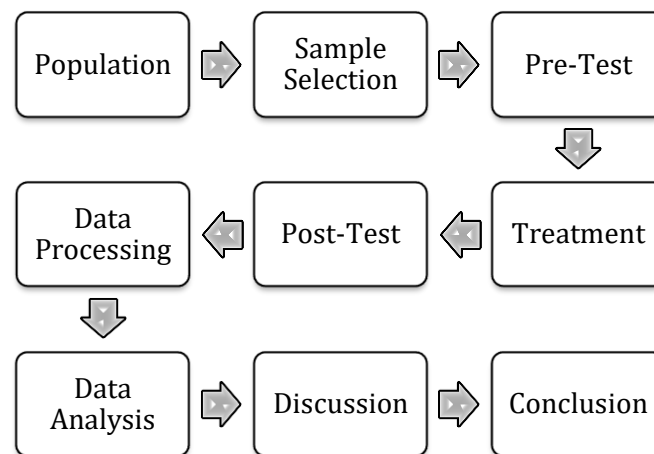 Population
Sample
Selection
Pre-Test
Treatment
Post-Test
Data
Processing
Data
Analysis
Discussion
Conclusion